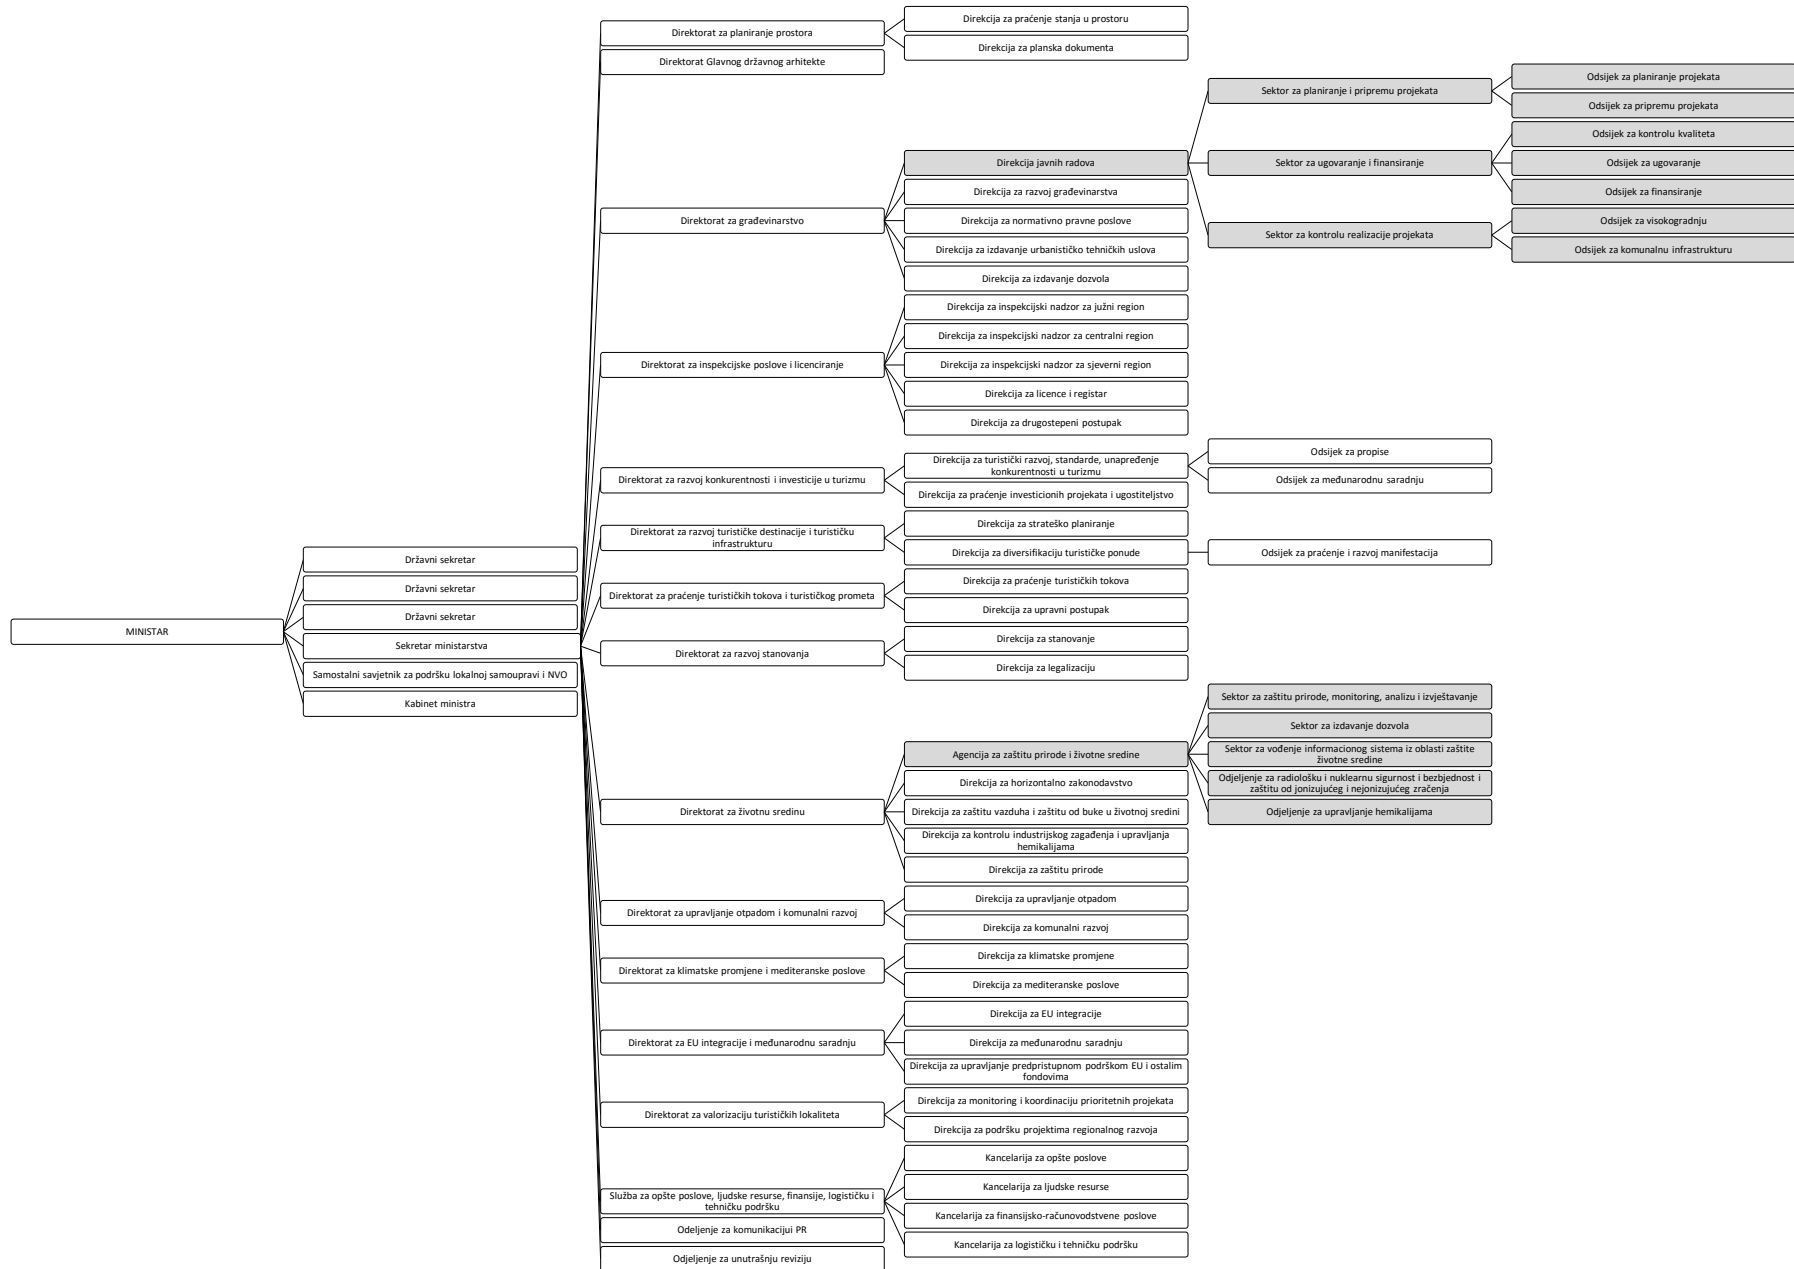 MINISTAR
Državni sekretar
Državni sekretar
Državni sekretar
Sekretar ministarstva
Samostalni savjetnik za podršku lokalnoj samoupravi i NVO
Kabinet ministra
Direktorat za planiranje prostora
Direkcija za praćenje stanja u prostoru
Direkcija za planska dokumenta
Direktorat Glavnog državnog arhitekte
Direktorat za građevinarstvo
Direkcija javnih radova
Sektor za planiranje i pripremu projekata
Odsijek za planiranje projekata
Odsijek za pripremu projekata
Sektor za ugovaranje i finansiranje
Odsijek za kontrolu kvaliteta
Odsijek za ugovaranje
Odsijek za finansiranje
Sektor za kontrolu realizacije projekata
Odsijek za visokogradnju
Odsijek za komunalnu infrastrukturu
Direkcija za razvoj građevinarstva
Direkcija za normativno pravne poslove
Direkcija za izdavanje urbanističko tehničkih uslova
Direkcija za izdavanje dozvola
Direktorat za inspekcijske poslove i licenciranje
Direkcija za inspekcijski nadzor za južni region
Direkcija za inspekcijski nadzor za centralni region
Direkcija za inspekcijski nadzor za sjeverni region
Direkcija za licence i registar
Direkcija za drugostepeni postupak
Direktorat za razvoj konkurentnosti i investicije u turizmu
Direkcija za turistički razvoj, standarde, unapređenje
konkurentnosti u turizmu
Odsijek za propise
Odsijek za međunarodnu saradnju
Direkcija za praćenje investicionih projekata i ugostiteljstvo
Direktorat za razvoj turističke destinacije i turističku
infrastrukturu
Direkcija za strateško planiranje
Direkcija za diversifikaciju turističke ponude
Odsijek za praćenje i razvoj manifestacija
Direktorat za praćenje turističkih tokova i turističkog prometa
Direkcija za praćenje turističkih tokova
Direkcija za upravni postupak
Direktorat za razvoj stanovanja
Direkcija za stanovanje
Direkcija za legalizaciju
Direktorat za životnu sredinu
Agencija za zaštitu prirode i životne sredine
Sektor za zaštitu prirode, monitoring, analizu i izvještavanje
Sektor za izdavanje dozvola
Sektor za vođenje informacionog sistema iz oblasti zaštite
životne sredine
Odjeljenje za radiološku i nuklearnu sigurnost i bezbjednost i
zaštitu od jonizujućeg i nejonizujućeg zračenja
Odjeljenje za upravljanje hemikalijama
Direkcija za horizontalno zakonodavstvo
Direkcija za zaštitu vazduha i zaštitu od buke u životnoj sredini
Direkcija za kontrolu industrijskog zagađenja i upravljanja
hemikalijama
Direkcija za zaštitu prirode
Direktorat za upravljanje otpadom i komunalni razvoj
Direkcija za upravljanje otpadom
Direkcija za komunalni razvoj
Direktorat za klimatske promjene i mediteranske poslove
Direkcija za klimatske promjene
Direkcija za mediteranske poslove
Direktorat za EU integracije i međunarodnu saradnju
Direkcija za EU integracije
Direkcija za međunarodnu saradnju
Direkcija za upravljanje predpristupnom podrškom EU i ostalim
fondovima
Direktorat za valorizaciju turističkih lokaliteta
Direkcija za monitoring i koordinaciju prioritetnih projekata
Direkcija za podršku projektima regionalnog razvoja
Služba za opšte poslove, ljudske resurse, finansije, logističku i
tehničku podršku
Kancelarija za opšte poslove
Kancelarija za ljudske resurse
Kancelarija za finansijsko-računovodstvene poslove
Kancelarija za logističku i tehničku podršku
Odeljenje za komunikacijui PR
Odjeljenje za unutrašnju reviziju